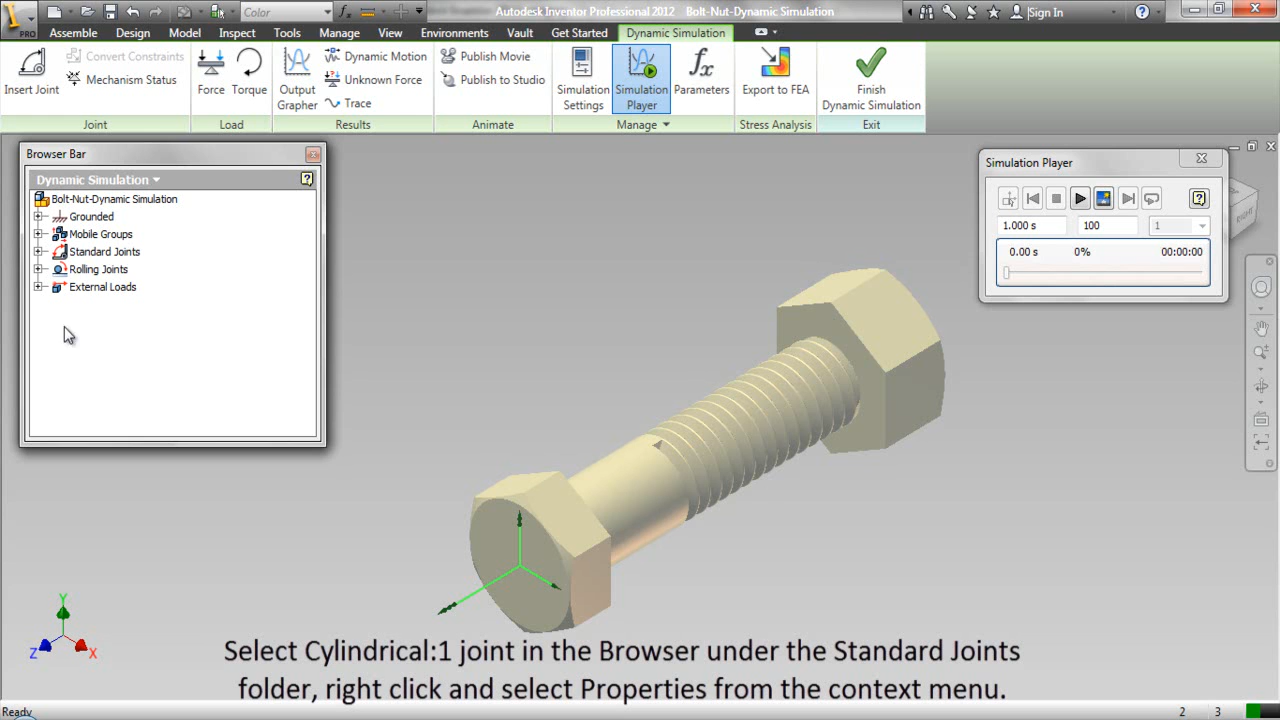 Color
Autodesk Inventor Professional 2012 Bolt-Nut-Dynamic Simulation
Sign In
PRO
Assemble Design Model Inspect Tools Manage View Environments Vault Get Started Dynamic Simulation
Insert Joint
Convert Constraints
Mechanism Status
Joint
Force Torque
Load
Output Grapher
Dynamic Motion
Unknown Force
Trace
Results
Publish Movie
Publish to Studio
Animate
Simulation Settings
Simulation Player
Parameters
Manage
Export to FEA
Stress Analysis
Finish
Dynamic Simulation
Exit
Browser Bar
Dynamic Simulation
Bolt-Nut-Dynamic Simulation
Grounded
Mobile Groups
Standard Joints
Rolling Joints
External Loads
Simulation Player
1.000 s 100 1
0.00 s 0% 00:00:00
RIGHT
Y
Z X
Select Cylindrical:1 joint in the Browser under the Standard Joints
folder, right click and select Properties from the context menu.
Ready 2 3